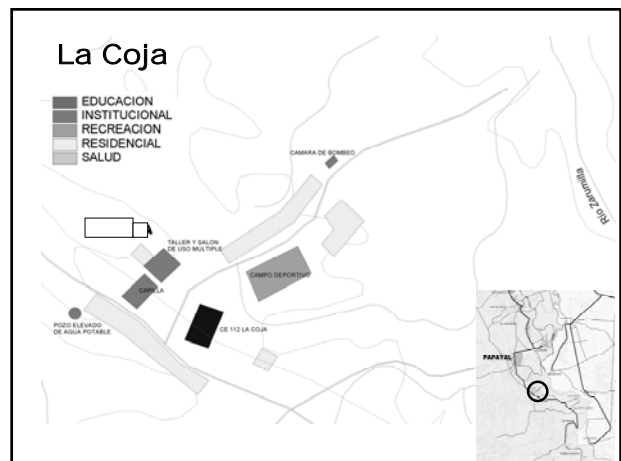 La Coja
EDUCACION
INSTITUCIONAL
RECREACION
RESIDENCIAL
SALUD
CAMARA DE BOMBEO
Río Zarumilla
TALLER Y SALON
DE USO MULTIPLE
CAMPO DEPORTIVO
CAPILLA
POZO ELEVADO
DE AGUA POTABLE
CE 112 LA COJA
PAPAYAL